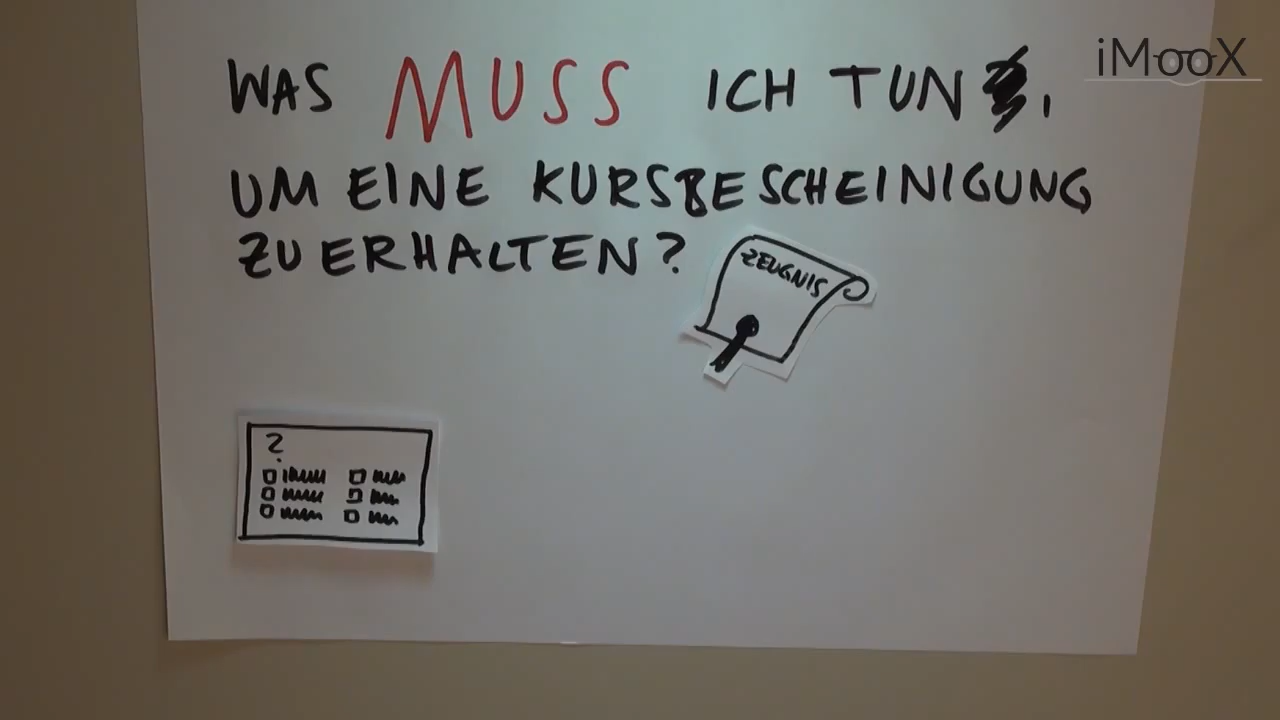 iMooX
WAS MUSS ICH TUN,
UM EINE KURSBESCHEINIGUNG
ZU ERHALTEN?
ZEUGNIS
?